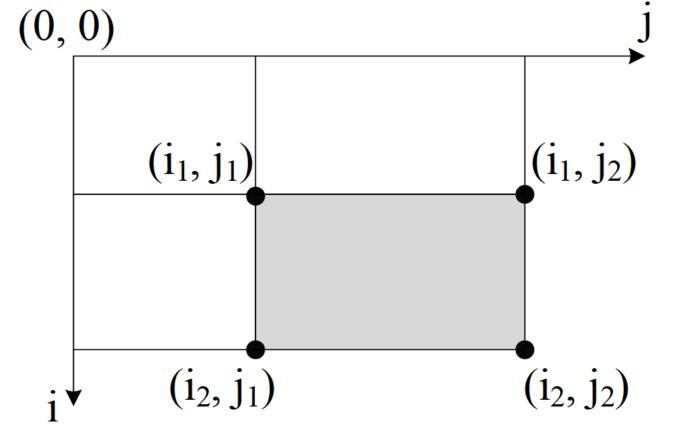 (0, 0)
j
(i₁, j₁)
(i₁, j₂)
(i₂, j₁)
(i₂, j₂)
i